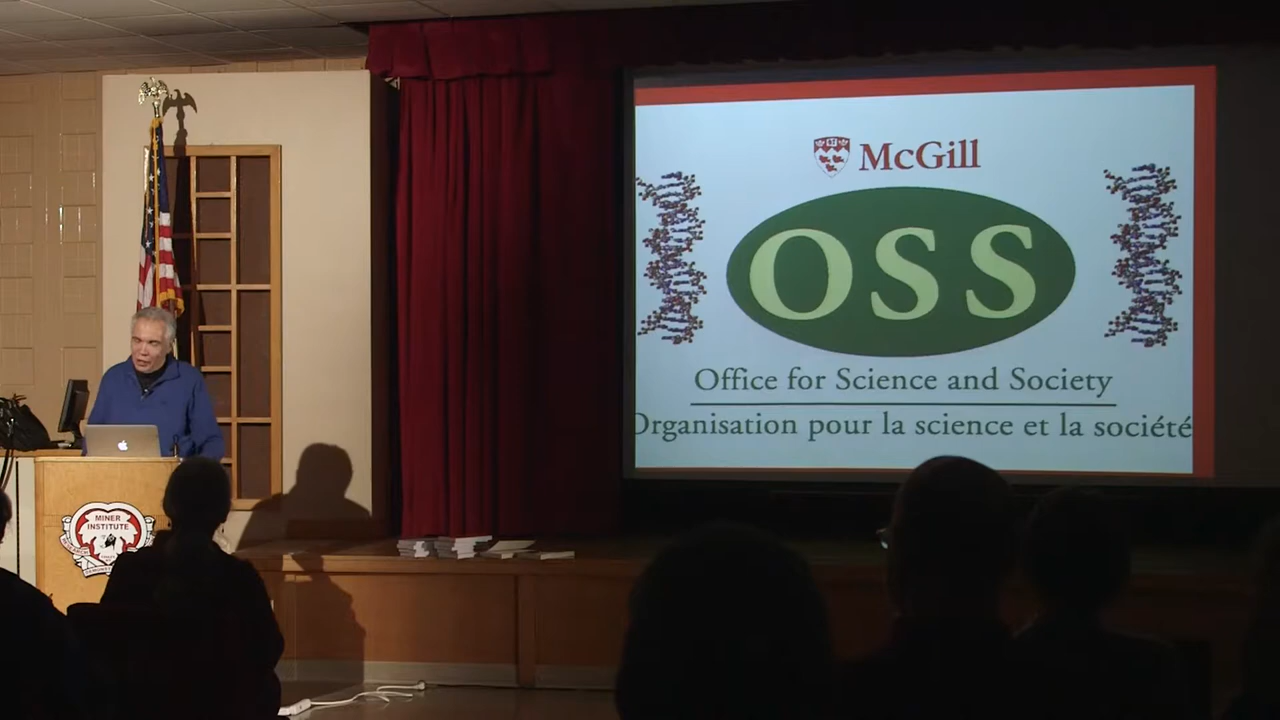 McGill
OSS
Office for Science and Society
Organisation pour la science et la société
MINER
INSTITUTE